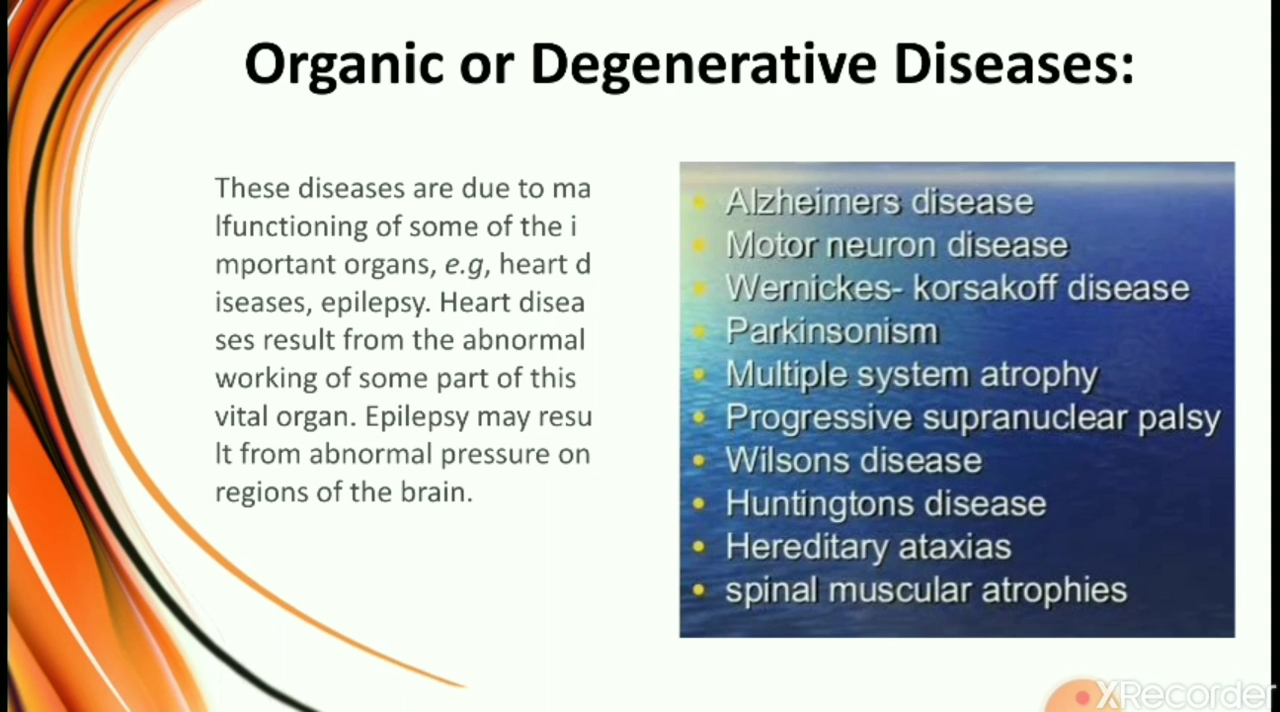 Organic or Degenerative Diseases:
These diseases are due to ma
lfunctioning of some of the i
mportant organs, e.g, heart d
iseases, epilepsy. Heart disea
ses result from the abnormal
working of some part of this
vital organ. Epilepsy may resu
lt from abnormal pressure on
regions of the brain.
Alzheimers disease
Motor neuron disease
Wernickes- korsakoff disease
Parkinsonism
Multiple system atrophy
Progressive supranuclear palsy
Wilsons disease
Huntingtons disease
Hereditary ataxias
spinal muscular atrophies
XRecorder